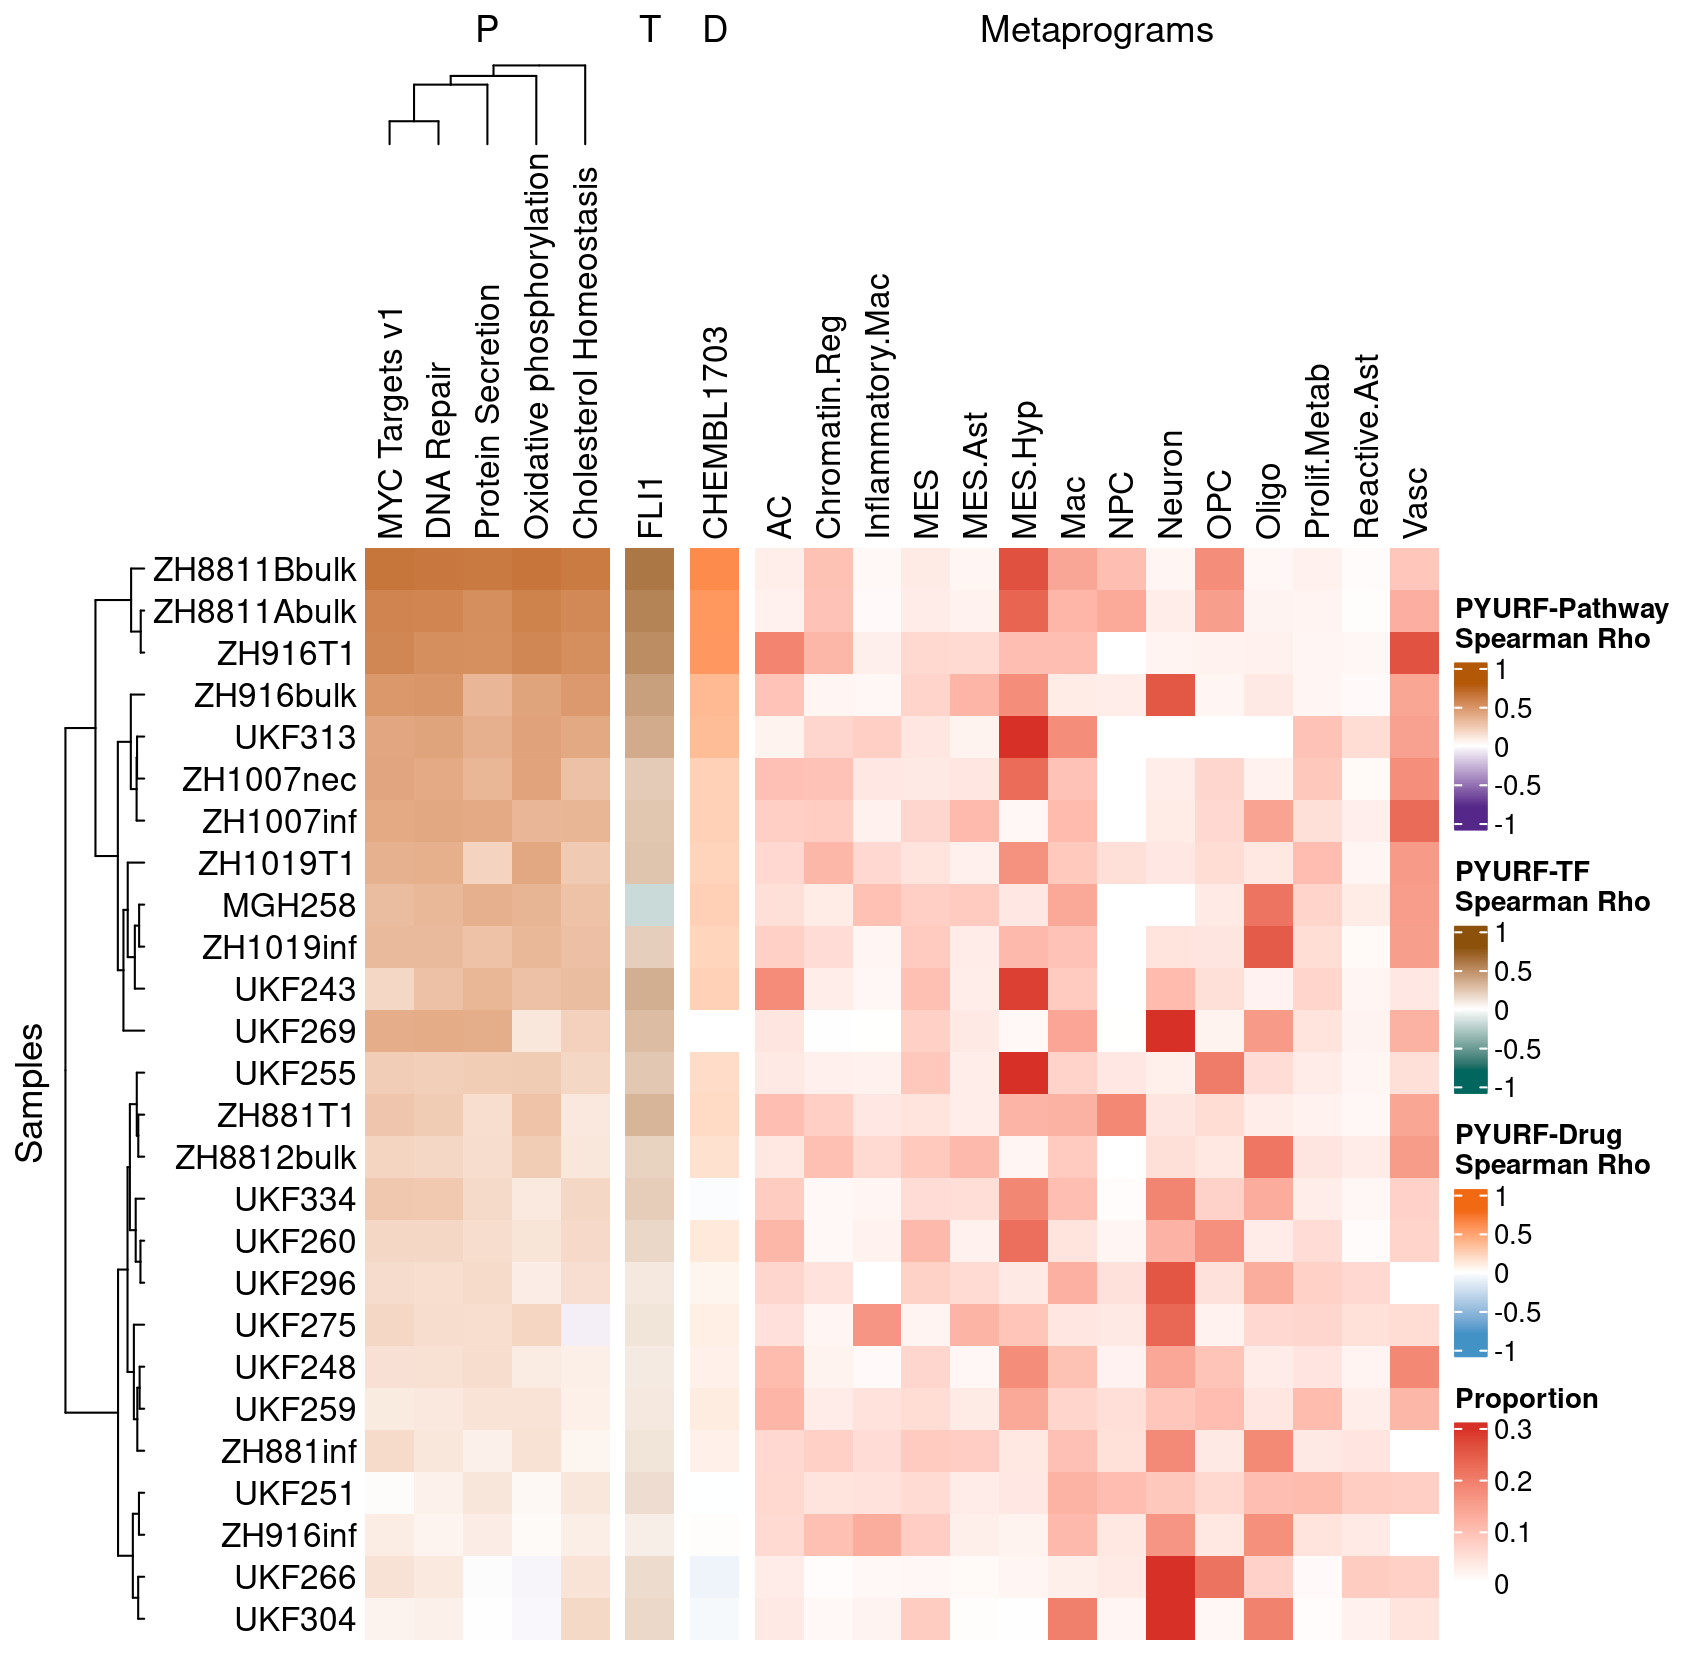 P T D Metaprograms
MYC Targets v1
DNA Repair
Protein Secretion
Oxidative phosphorylation
Cholesterol Homeostasis
FLI1
CHEMBL1703
AC
Chromatin.Reg
Inflammatory.Mac
MES
MES.Ast
MES.Hyp
Mac
NPC
Neuron
OPC
Oligo
Prolif.Metab
Reactive.Ast
Vasc
Samples
ZH8811Bbulk
ZH8811Abulk
ZH916T1
ZH916bulk
UKF313
ZH1007nec
ZH1007inf
ZH1019T1
MGH258
ZH1019inf
UKF243
UKF269
UKF255
ZH881T1
ZH8812bulk
UKF334
UKF260
UKF296
UKF275
UKF248
UKF259
ZH881inf
UKF251
ZH916inf
UKF266
UKF304
PYURF-Pathway
Spearman Rho
1
0.5
0
-0.5
-1
PYURF-TF
Spearman Rho
1
0.5
0
-0.5
-1
PYURF-Drug
Spearman Rho
1
0.5
0
-0.5
-1
Proportion
0.3
0.2
0.1
0